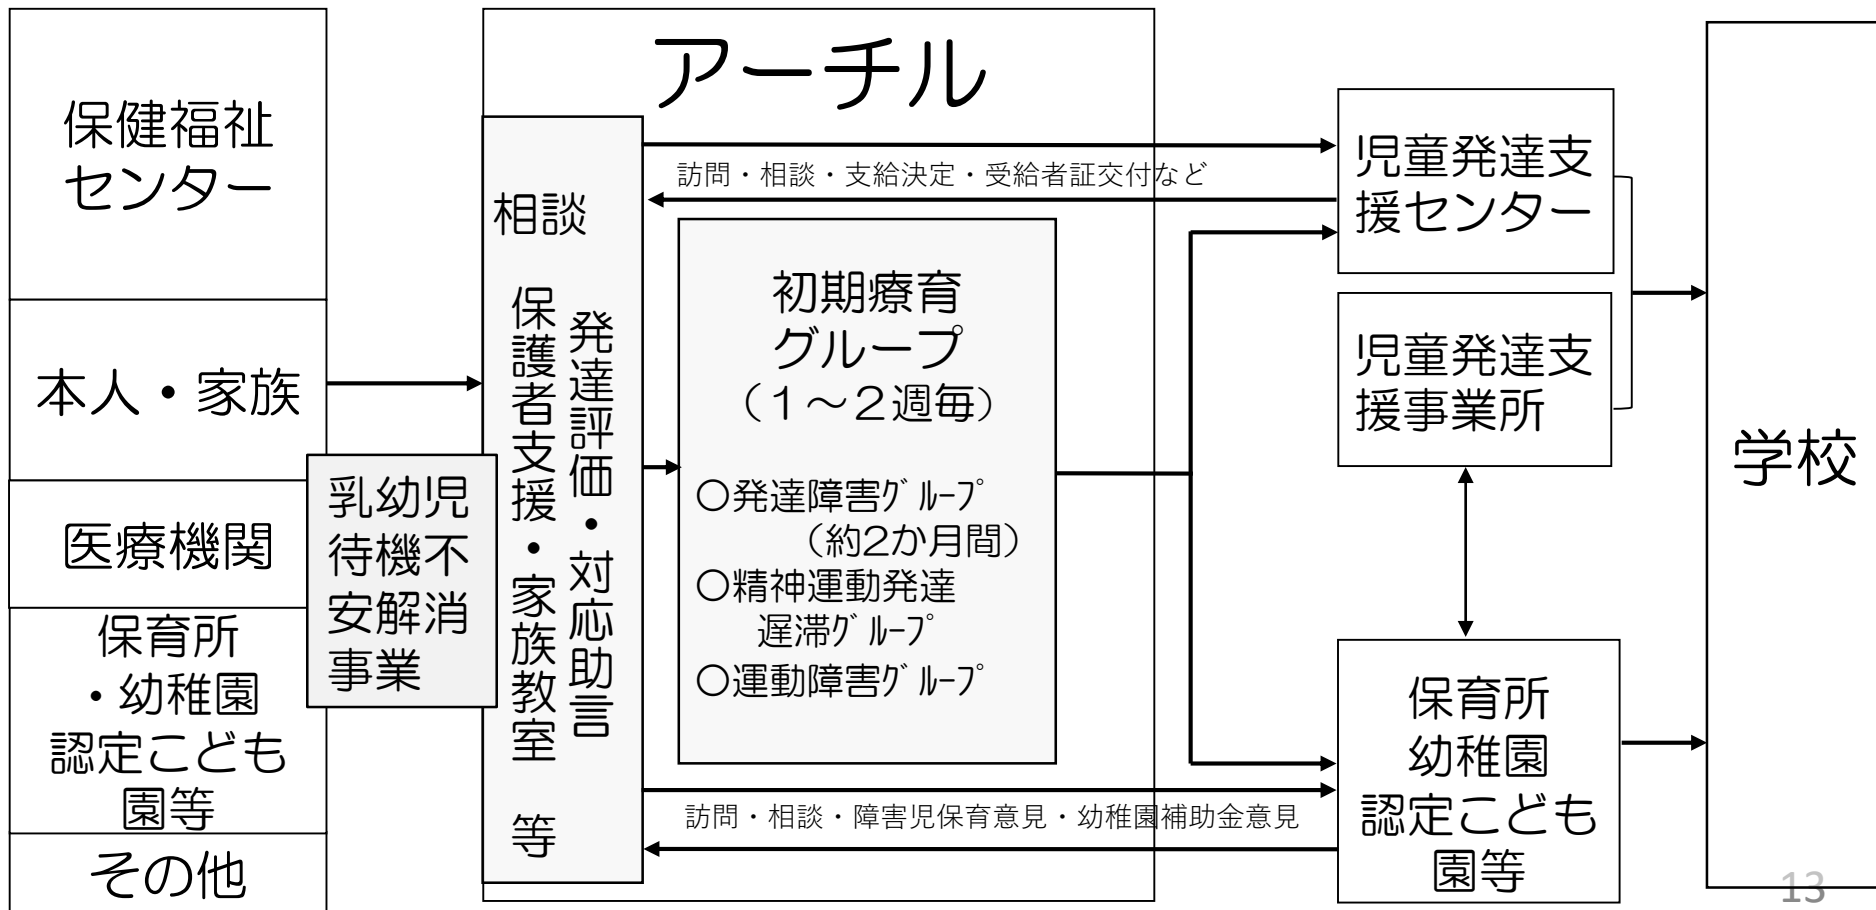 保健福祉
センター
本人・家族
医療機関
保育所
・幼稚園
認定こども
園等
その他
乳幼児
待機不
安解消
事業
アーチル
相談
発達評価・対応助言
保護者支援・家族教室 等
訪問・相談・支給決定・受給者証交付など
初期療育
グループ
（１～２週毎）
○発達障害ｸﾞﾙｰﾌﾟ
（約2か月間）
○精神運動発達
遅滞ｸﾞﾙｰﾌﾟ
○運動障害ｸﾞﾙｰﾌﾟ
訪問・相談・障害児保育意見・幼稚園補助金意見
児童発達支
援センター
児童発達支
援事業所
保育所
幼稚園
認定こども
園等
学校
13